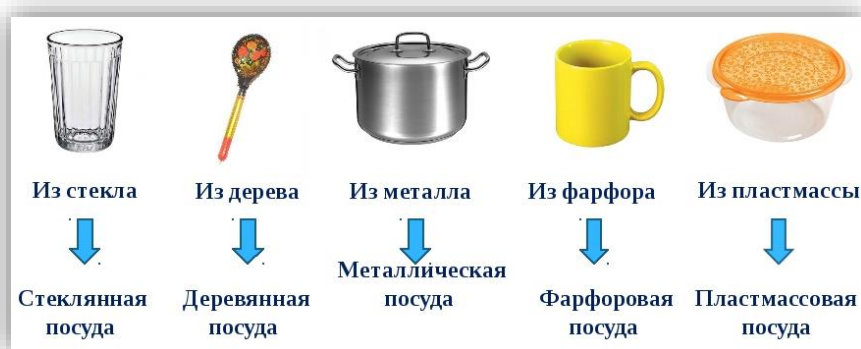 Из стекла
Из дерева
Из металла
Из фарфора
Из пластмассы
Стеклянная
посуда
Деревянная
посуда
Металлическая
посуда
Фарфоровая
посуда
Пластмассовая
посуда